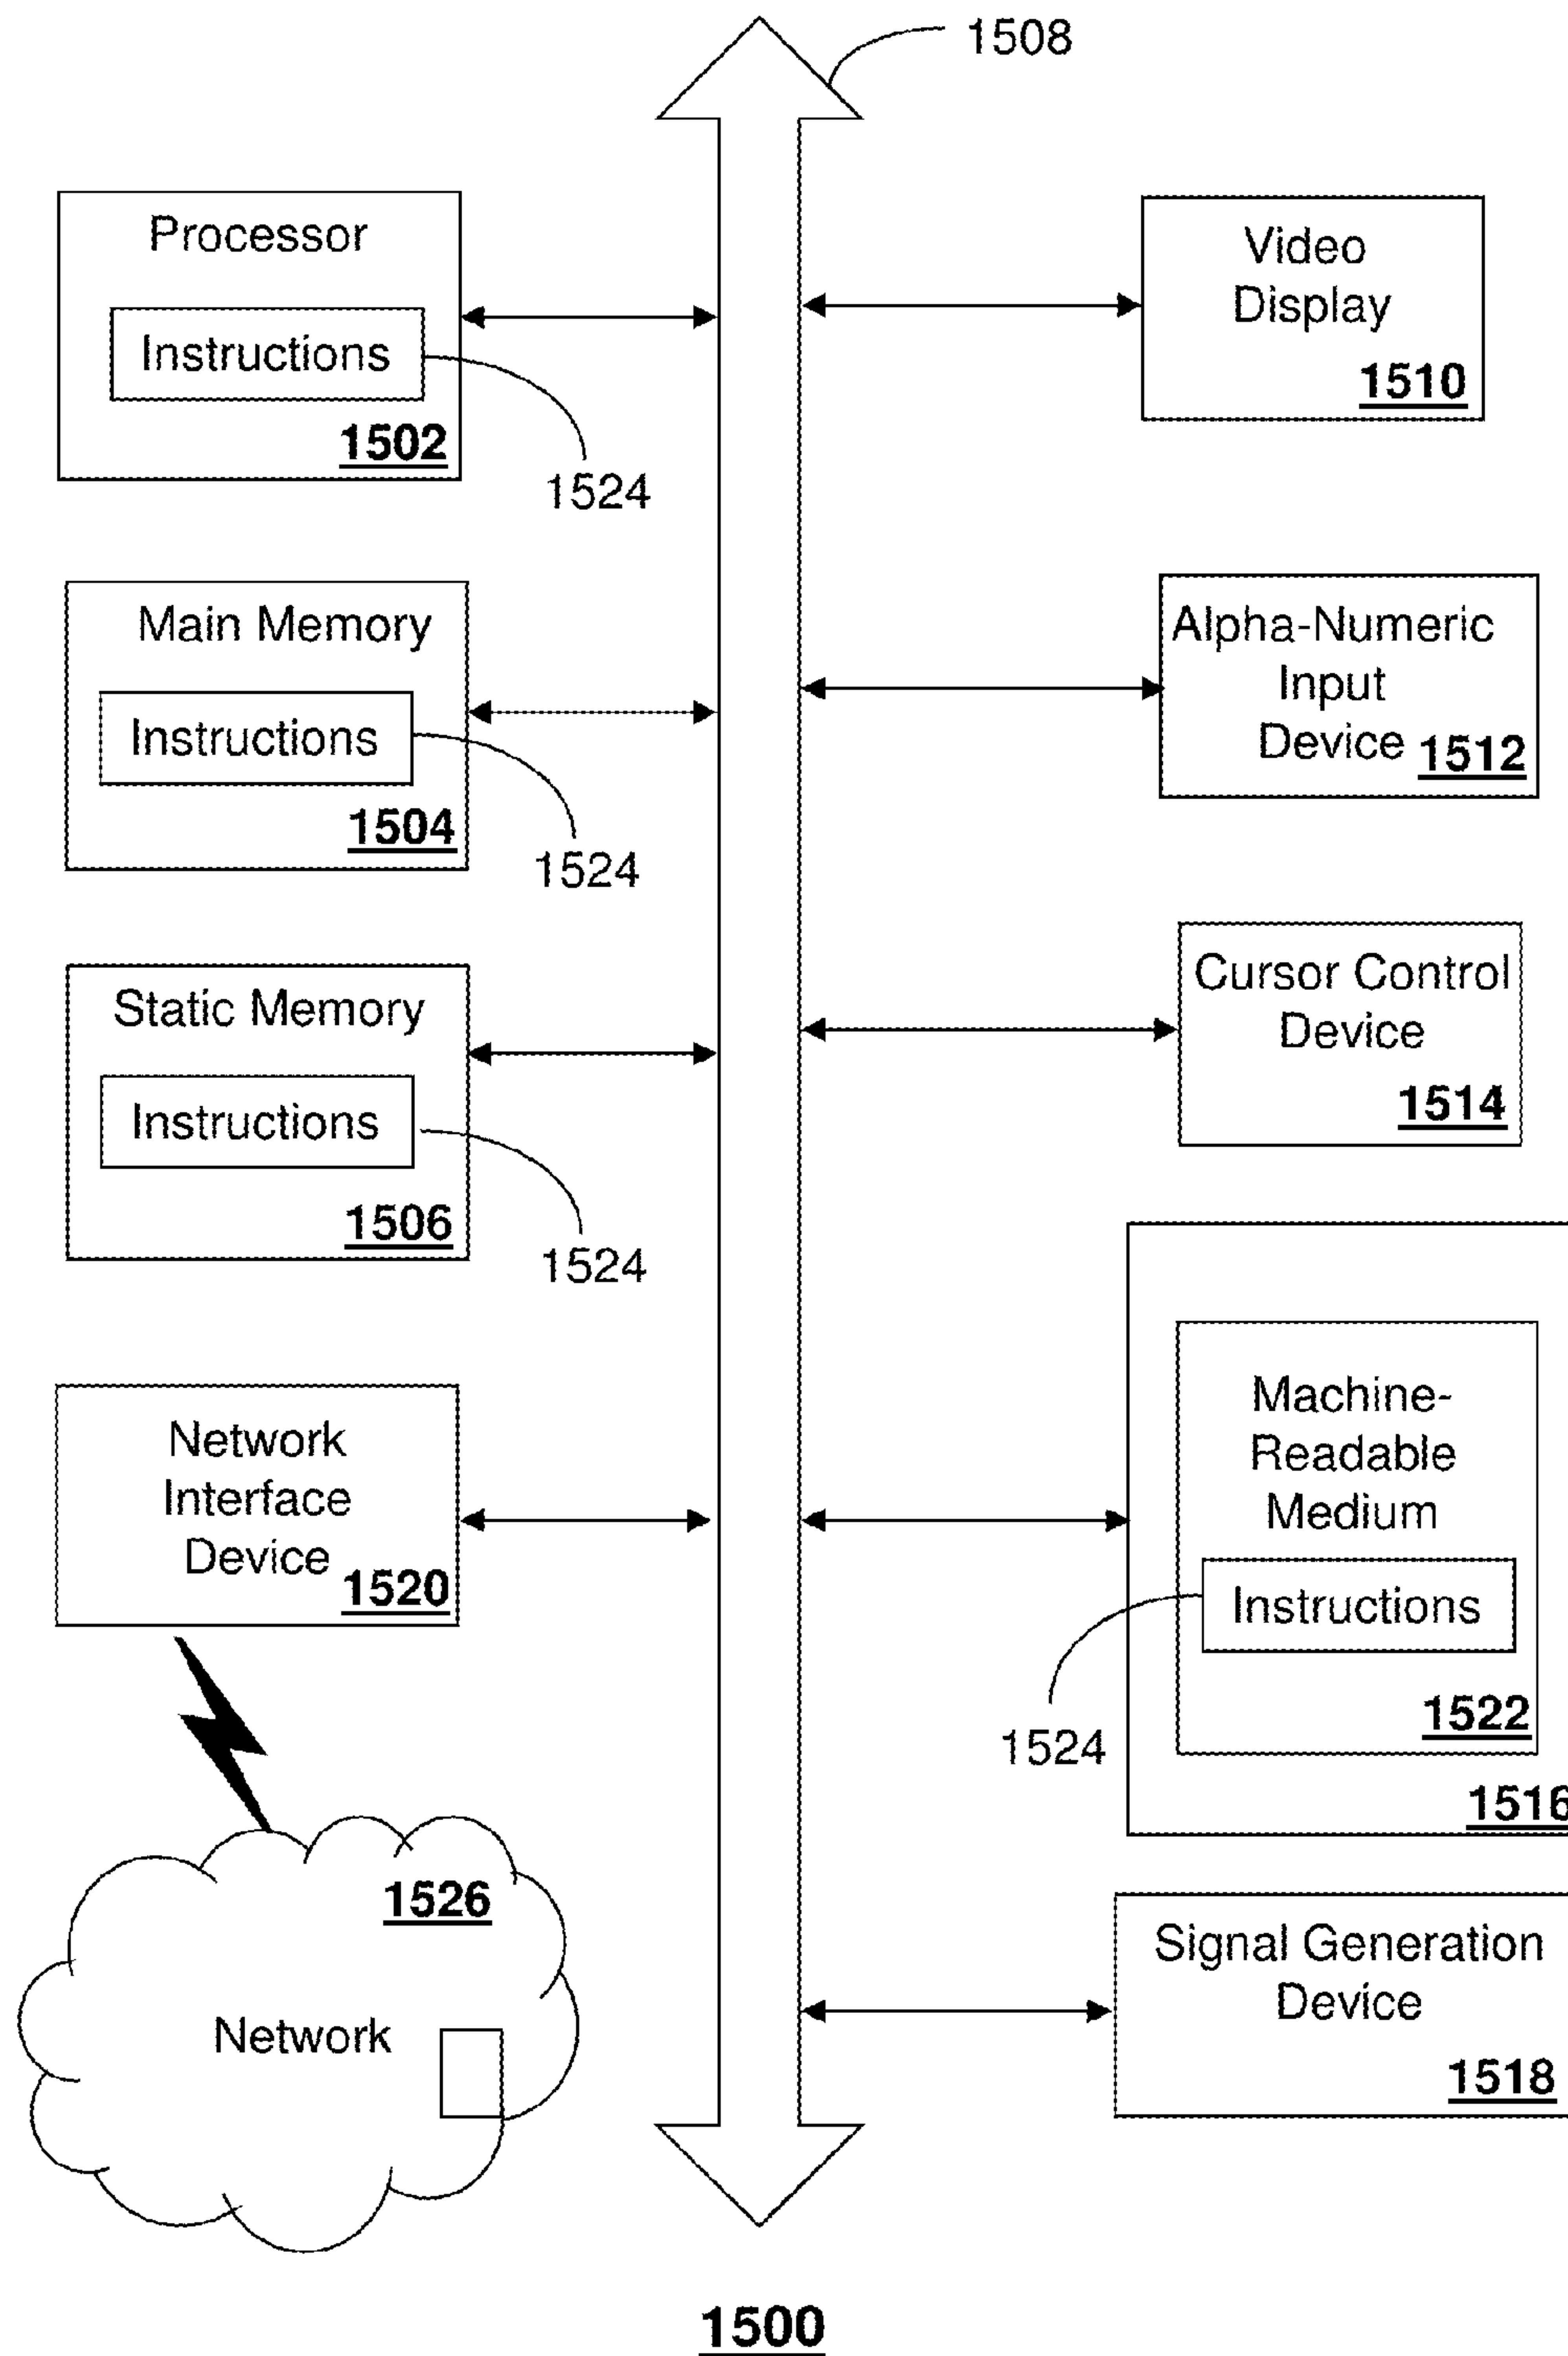 1508
Processor
Instructions
1502
1524
Main Memory
Instructions
1504
1524
Static Memory
Instructions
1506
1524
Network
Interface
Device
1520
1526
Network
Video
Display
1510
Alpha-Numeric
Input
Device
1512
Cursor Control
Device
1514
Machine-
Readable
Medium
Instructions
1522
1524
1516
Signal Generation
Device
1518
1500